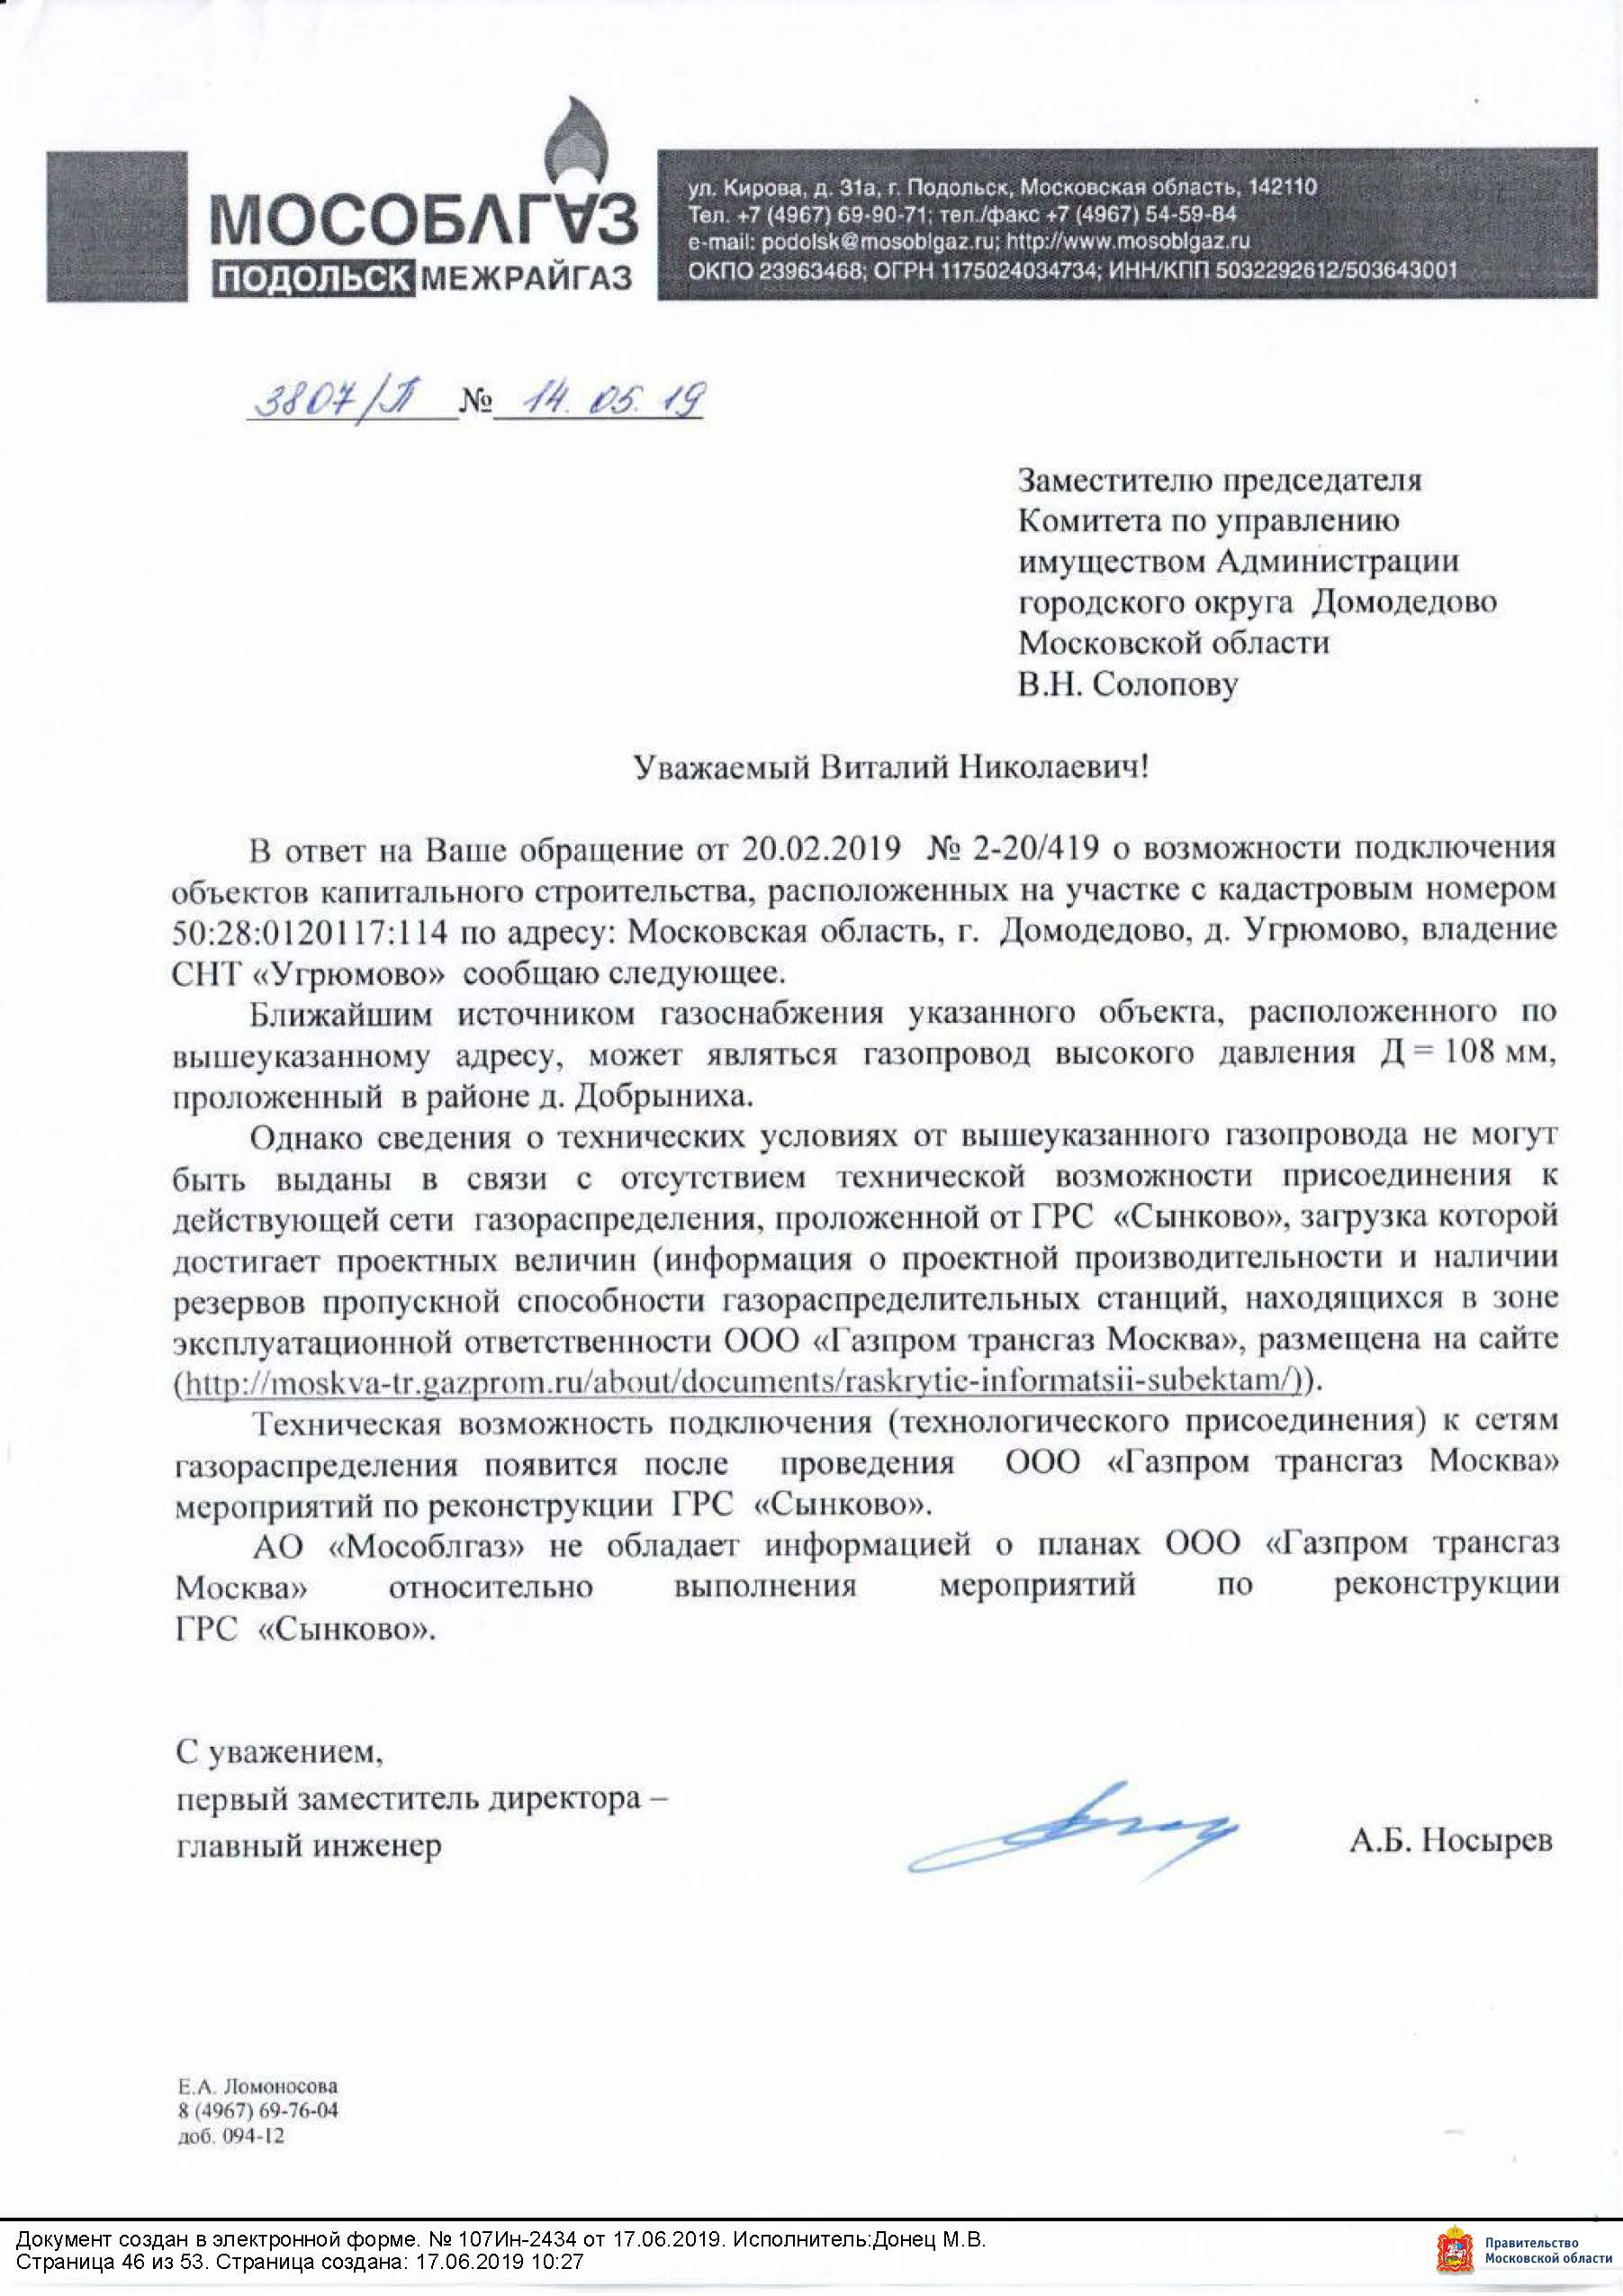 МОСОБЛГАЗ
ПОДОЛЬСК МЕЖРАЙГАЗ
ул. Кирова, д. 31а, г. Подольск, Московская область, 142110
Тел. +7 (4967) 69-90-71; тел./факс +7 (4967) 54-59-84
e-mail: podolsk@mosoblgaz.ru; http://www.mosoblgaz.ru
ОКПО 23963468; ОГРН 1175024034734; ИНН/КПП 5032292612/503643001
3807/П № 14.05.19
Заместителю председателя
Комитета по управлению
имуществом Администрации
городского округа Домодедово
Московской области
В.Н. Солопову
Уважаемый Виталий Николаевич!
В ответ на Ваше обращение от 20.02.2019 № 2-20/419 о возможности подключения
объектов капитального строительства, расположенных на участке с кадастровым номером
50:28:0120117:114 по адресу: Московская область, г. Домодедово, д. Угрюмово, владение
СНТ «Угрюмово» сообщаю следующее.
Ближайшим источником газоснабжения указанного объекта, расположенного по
вышеуказанному адресу, может являться газопровод высокого давления Д = 108 мм,
проложенный в районе д. Добрыниха.
Однако сведения о технических условиях от вышеуказанного газопровода не могут
быть выданы в связи с отсутствием технической возможности присоединения к
действующей сети газораспределения, проложенной от ГРС «Сынково», загрузка которой
достигает проектных величин (информация о проектной производительности и наличии
резервов пропускной способности газораспределительных станций, находящихся в зоне
эксплуатационной ответственности ООО «Газпром трансгаз Москва», размещена на сайте
(http://moskva-tr.gazprom.ru/about/documents/raskrytie-informatsii-subektam/)).
Техническая возможность подключения (технологического присоединения) к сетям
газораспределения появится после проведения ООО «Газпром трансгаз Москва»
мероприятий по реконструкции ГРС «Сынково».
АО «Мособлгаз» не обладает информацией о планах ООО «Газпром трансгаз
Москва» относительно выполнения мероприятий по реконструкции
ГРС «Сынково».
С уважением,
первый заместитель директора –
главный инженер
А.Б. Носырев
Е.А. Ломоносова
8 (4967) 69-76-04
доб. 094-12
Документ создан в электронной форме. № 107Ин-2434 от 17.06.2019. Исполнитель:Донец М.В.
Страница 46 из 53. Страница создана: 17.06.2019 10:27
Правительство
Московской области